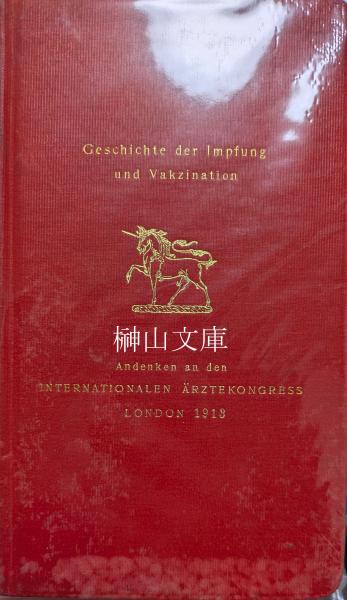 Geschichte der Impfung
und Vakzination
榊山文庫
Andenken an den
INTERNATIONALEN ÄRZTEKONGRESS
LONDON 1913